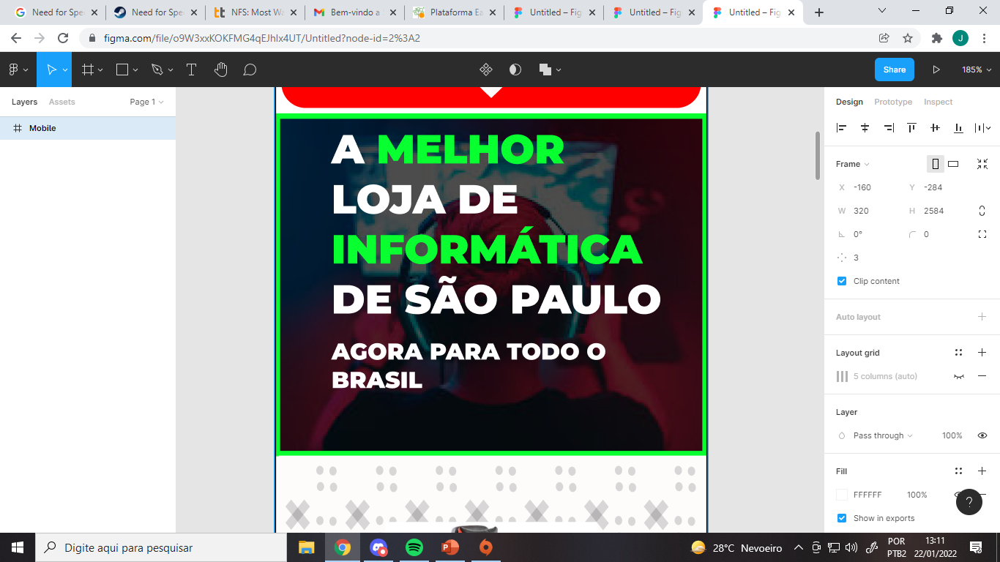 Need for Spe
Need for Spe
NFS: Most Wa
Bem-vindo a
Plataforma Ea
Untitled – Fig
Untitled – Fig
Untitled – Fig
figma.com/file/o9W3xxKOKFMG4qEJhlx4UT/Untitled?node-id=2%3A2
J
Share
185%
Layers
Assets
Page 1
Mobile
A MELHOR
LOJA DE
INFORMÁTICA
DE SÃO PAULO
AGORA PARA TODO O
BRASIL
Design
Prototype
Inspect
Frame
X -160
Y -284
W 320
H 2584
0°
0
3
Clip content
Auto layout
Layout grid
5 columns (auto)
Layer
Pass through
100%
Fill
FFFFFF
100%
?
Show in exports
Digite aqui para pesquisar
28°C Nevoeiro
POR
PTB2
13:11
22/01/2022